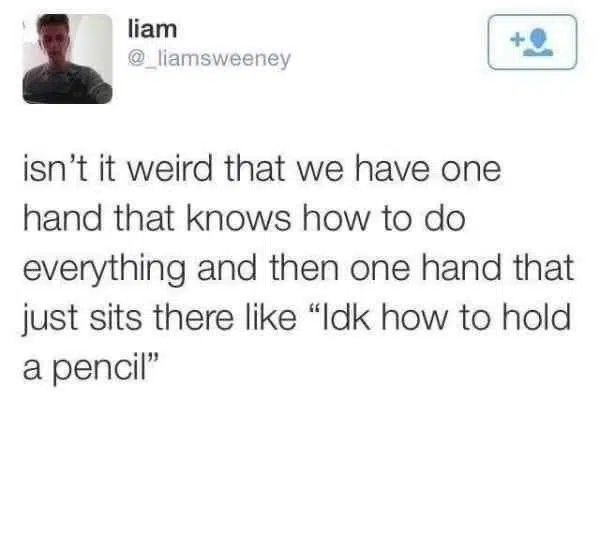 liam
@_liamsweeney
isn't it weird that we have one
hand that knows how to do
everything and then one hand that
just sits there like “Idk how to hold
a pencil”